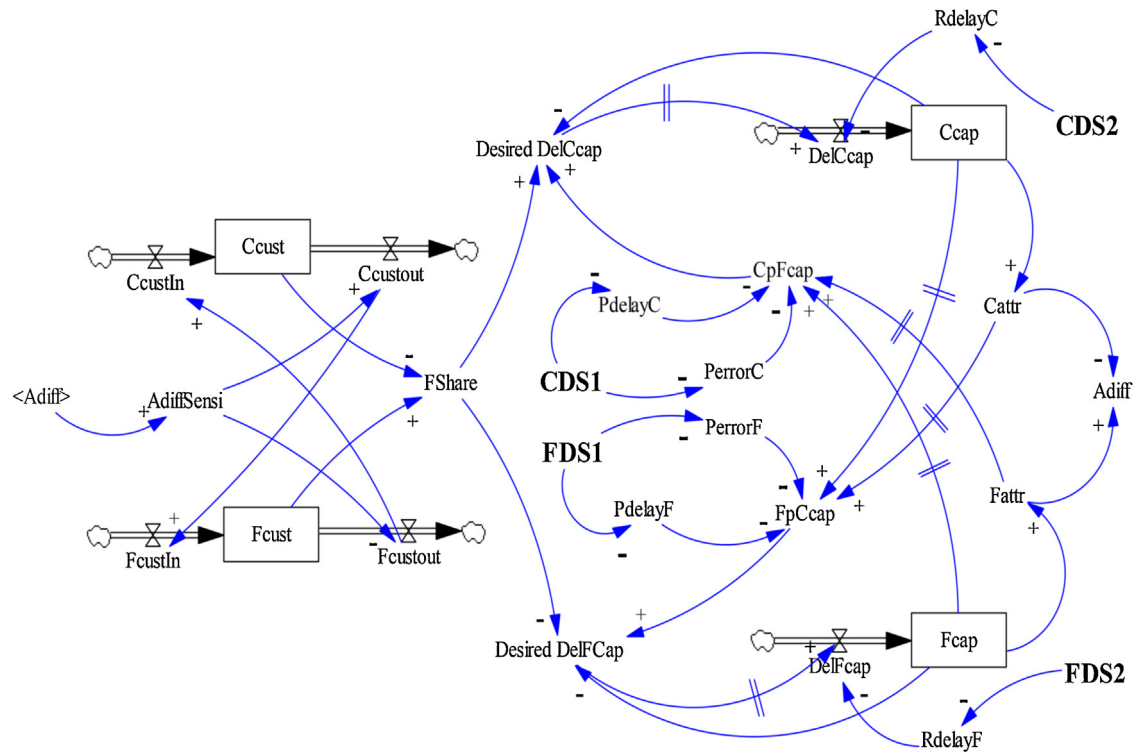 RdelayC
CDS2
Ccap
DelCcap
Desired DelCcap
Ccust
CcustIn
Ccustout
CpFcap
PdelayC
Cattr
CDS1
PerrorC
FShare
<Adiff>
AdiffSensi
Adiff
PerrorF
FDS1
Fattr
PdelayF
FpCcap
Fcust
FcustIn
Fcustout
Desired DelFCap
Fcap
DelFcap
FDS2
RdelayF